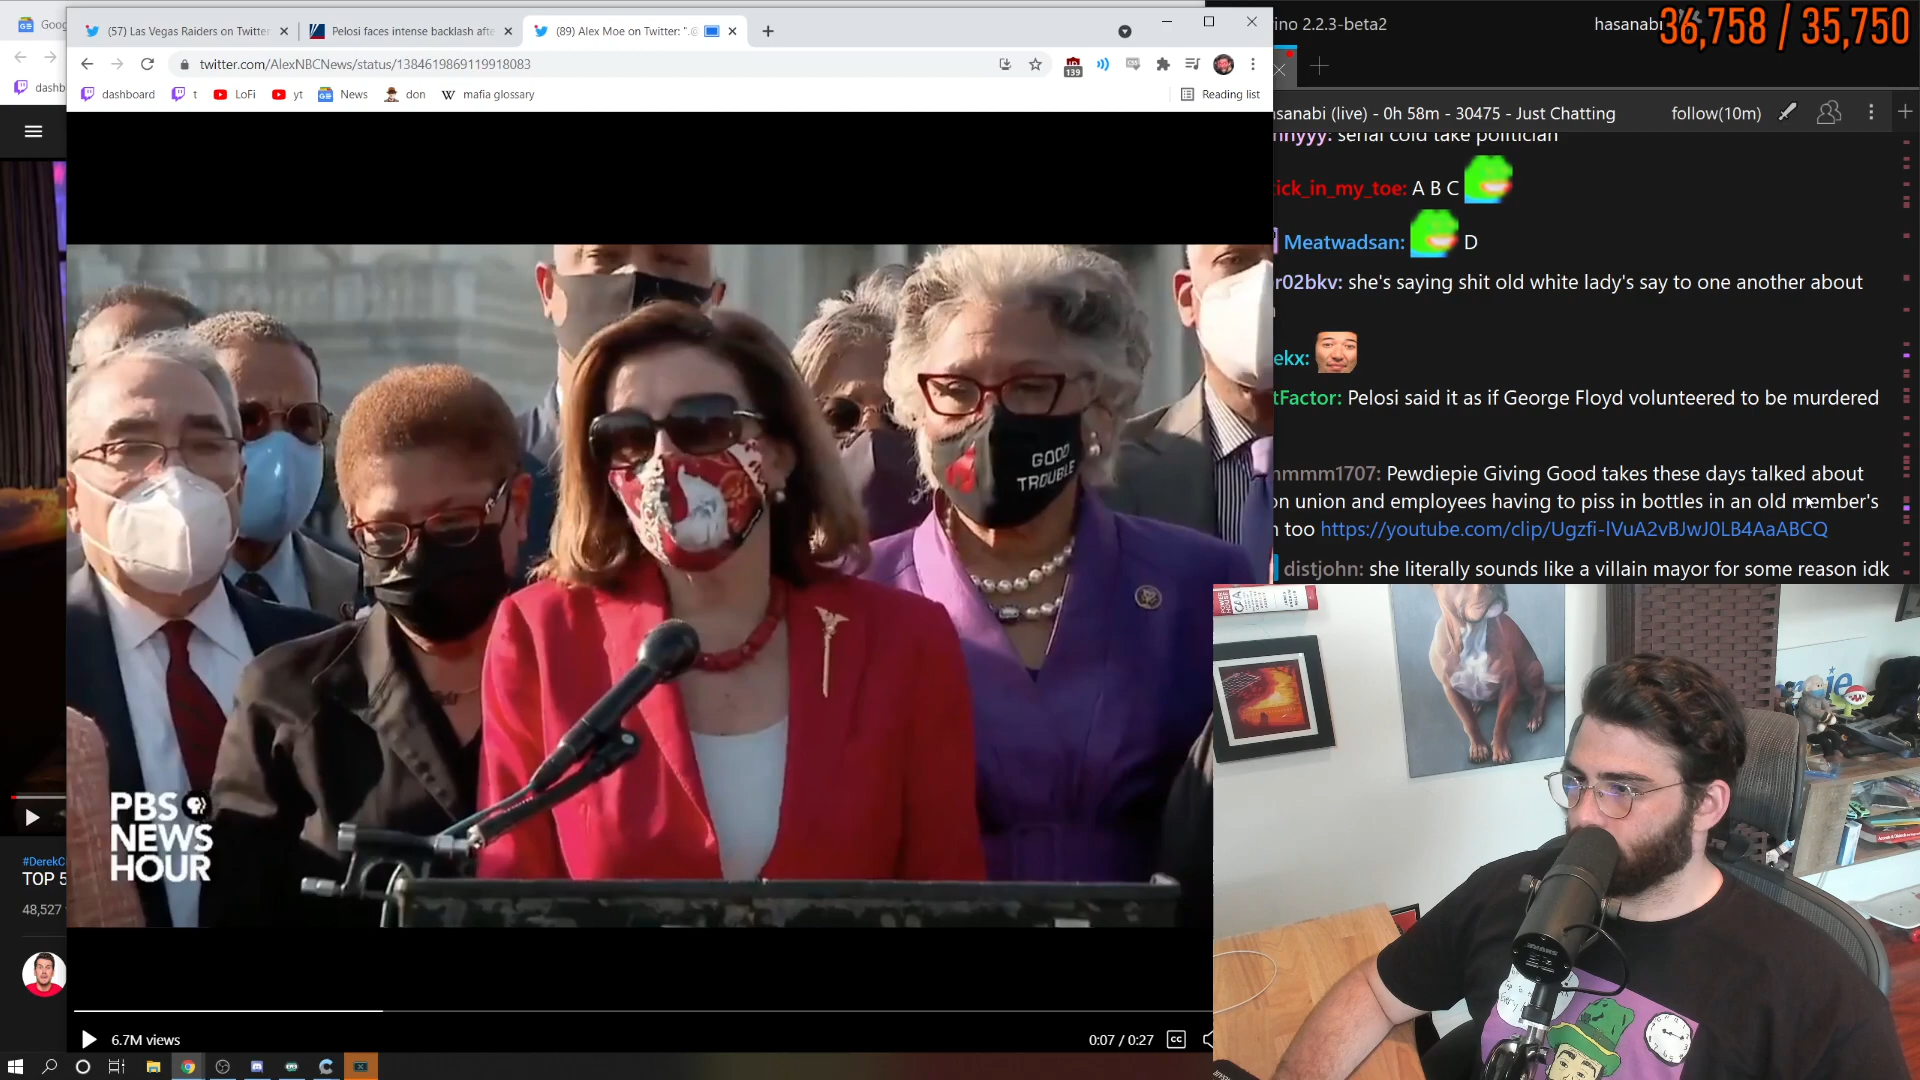 Goog
(57) Las Vegas Raiders on Twitter
Pelosi faces intense backlash afte
(89) Alex Moe on Twitter: ".@
twitter.com/AlexNBCNews/status/1384619869119918083
139
dashb
dashboard
t
LoFi
yt
News
don
mafia glossary
Reading list
ino 2.2.3-beta2
hasanabi
36,758 / 35,750
sanabi (live) - 0h 58m - 30475 - Just Chatting
follow(10m)
nnyyy: serial cold take politician
ick_in_my_toe: A B C
Meatwadsan: D
r02bkv: she's saying shit old white lady's say to one another about
ekx:
tFactor: Pelosi said it as if George Floyd volunteered to be murdered
mmm1707: Pewdiepie Giving Good takes these days talked about
on union and employees having to piss in bottles in an old member's
too https://youtube.com/clip/Ugzfi-lVuA2vBJwJ0LB4AaABCQ
distjohn: she literally sounds like a villain mayor for some reason idk
GOOD
TROUBLE
PBS
NEWS
HOUR
#DerekC
TOP 5
48,527
6.7M views
0:07 / 0:27
CC